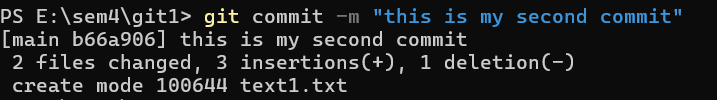 PS E:\sem4\git1> git commit -m "this is my second commit"
[main b66a906] this is my second commit
 2 files changed, 3 insertions(+), 1 deletion(-)
 create mode 100644 text1.txt